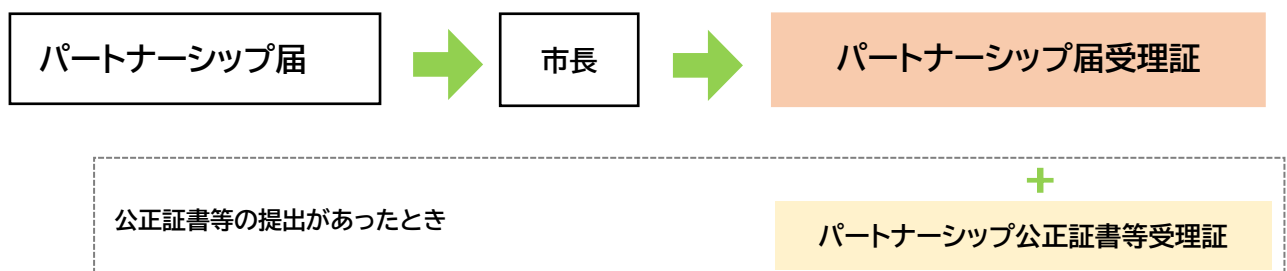 パートナーシップ届
市長
パートナーシップ届受理証
+
公正証書等の提出があったとき
パートナーシップ公正証書等受理証